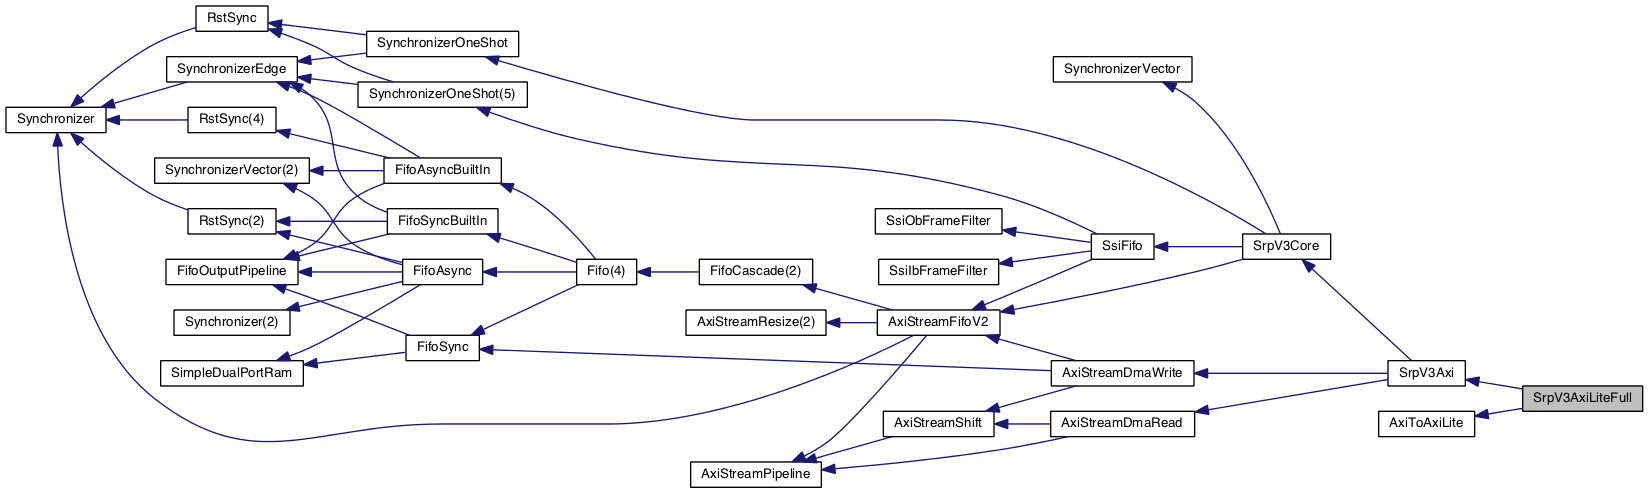 RstSync
SynchronizerOneShot
SynchronizerEdge
SynchronizerVector
SynchronizerOneShot(5)
Synchronizer
RstSync(4)
SynchronizerVector(2)
FifoAsyncBuiltIn
RstSync(2)
FifoSyncBuiltIn
SsiObFrameFilter
SsiFifo
SrpV3Core
FifoOutputPipeline
FifoAsync
Fifo(4)
FifoCascade(2)
SsiIbFrameFilter
Synchronizer(2)
AxiStreamResize(2)
AxiStreamFifoV2
FifoSync
SimpleDualPortRam
AxiStreamDmaWrite
SrpV3Axi
SrpV3AxiLiteFull
AxiStreamShift
AxiStreamDmaRead
AxiToAxiLite
AxiStreamPipeline